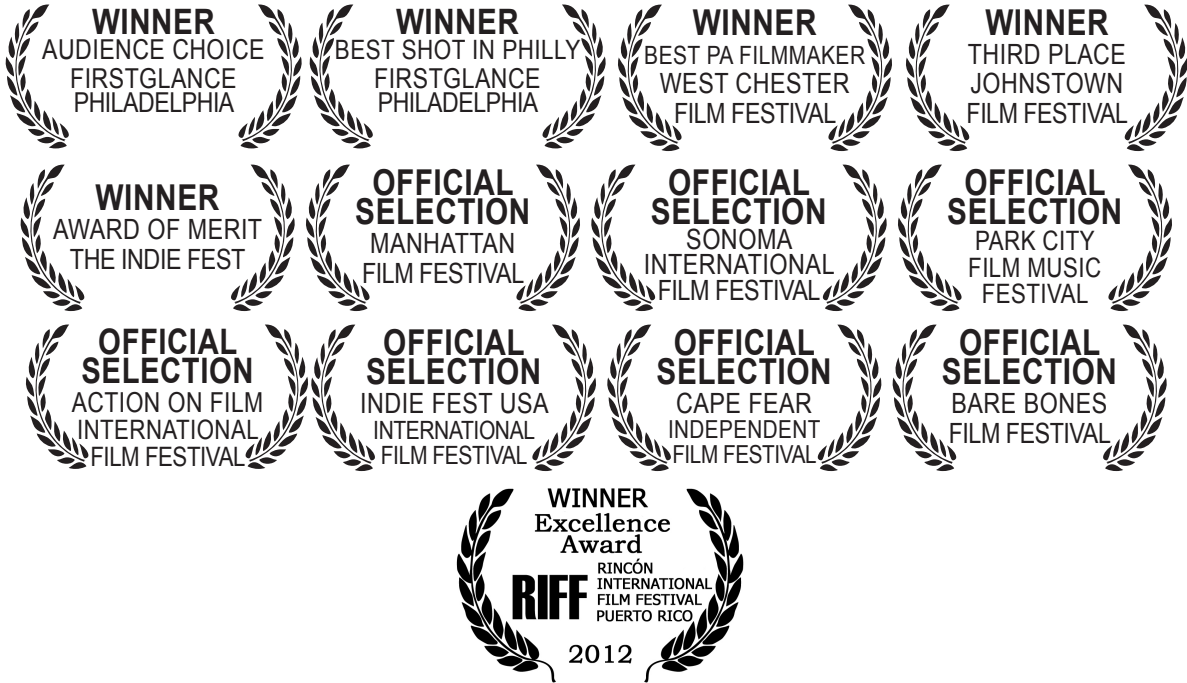 WINNER
AUDIENCE CHOICE
FIRSTGLANCE
PHILADELPHIA
WINNER
BEST SHOT IN PHILLY
FIRSTGLANCE
PHILADELPHIA
WINNER
BEST PA FILMMAKER
WEST CHESTER
FILM FESTIVAL
WINNER
THIRD PLACE
JOHNSTOWN
FILM FESTIVAL
WINNER
AWARD OF MERIT
THE INDIE FEST
OFFICIAL
SELECTION
MANHATTAN
FILM FESTIVAL
OFFICIAL
SELECTION
SONOMA
INTERNATIONAL
FILM FESTIVAL
OFFICIAL
SELECTION
PARK CITY
FILM MUSIC
FESTIVAL
OFFICIAL
SELECTION
ACTION ON FILM
INTERNATIONAL
FILM FESTIVAL
OFFICIAL
SELECTION
INDIE FEST USA
INTERNATIONAL
FILM FESTIVAL
OFFICIAL
SELECTION
CAPE FEAR
INDEPENDENT
FILM FESTIVAL
OFFICIAL
SELECTION
BARE BONES
FILM FESTIVAL
WINNER
Excellence
Award
RIFF
RINCÓN
INTERNATIONAL
FILM FESTIVAL
PUERTO RICO
2012